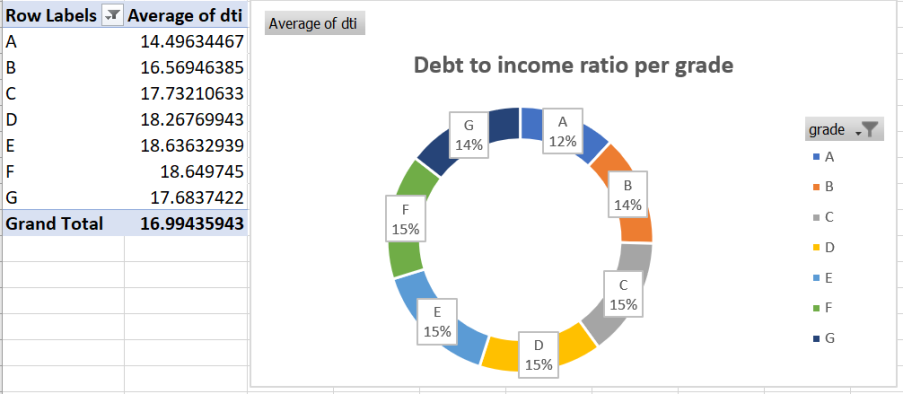 Row Labels Average of dti
A 14.49634467
B 16.56946385
C 17.73210633
D 18.26769943
E 18.63632939
F 18.649745
G 17.6837422
Grand Total 16.99435943
Average of dti
Debt to income ratio per grade
A
12%
B
14%
C
15%
D
15%
E
15%
F
15%
G
14%
grade
A
B
C
D
E
F
G